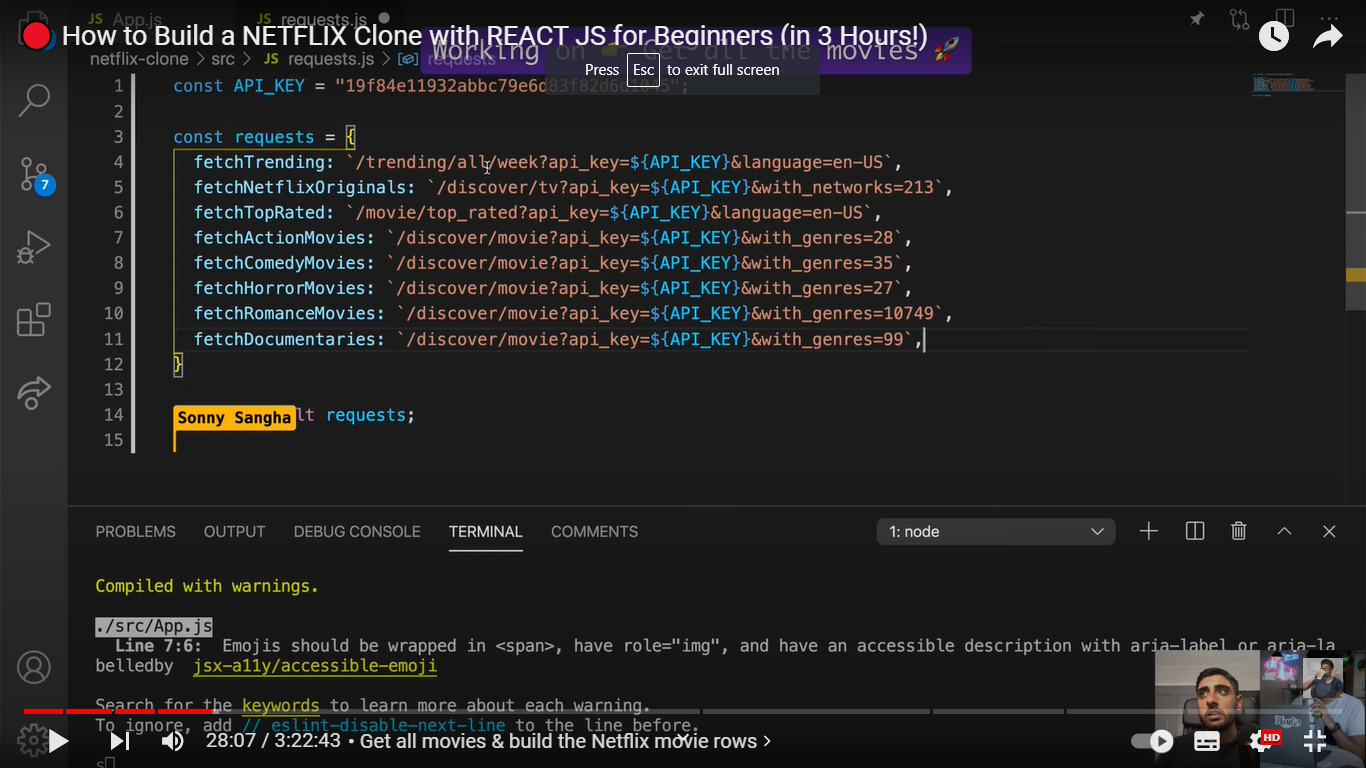 App.js JS requests.js
How to Build a NETFLIX Clone with REACT JS for Beginners (in 3 Hours!)
netflix-clone > src > JS requests.js > requests
Working on Get all the movies 🚀
Press Esc to exit full screen
1 const API_KEY = "19f84e11932abbc79e6d83f82d6d1045";
2
3 const requests = {
4 fetchTrending: `/trending/all/week?api_key=${API_KEY}&language=en-US`,
5 fetchNetflixOriginals: `/discover/tv?api_key=${API_KEY}&with_networks=213`,
6 fetchTopRated: `/movie/top_rated?api_key=${API_KEY}&language=en-US`,
7 fetchActionMovies: `/discover/movie?api_key=${API_KEY}&with_genres=28`,
8 fetchComedyMovies: `/discover/movie?api_key=${API_KEY}&with_genres=35`,
9 fetchHorrorMovies: `/discover/movie?api_key=${API_KEY}&with_genres=27`,
10 fetchRomanceMovies: `/discover/movie?api_key=${API_KEY}&with_genres=10749`,
11 fetchDocumentaries: `/discover/movie?api_key=${API_KEY}&with_genres=99`,
12 }
13
14 Sonny Sangha lt requests;
15
7
PROBLEMS OUTPUT DEBUG CONSOLE TERMINAL COMMENTS 1: node
Compiled with warnings.
./src/App.js
Line 7:6: Emojis should be wrapped in <span>, have role="img", and have an accessible description with aria-label or aria-la
belledby jsx-a11y/accessible-emoji
Search for the keywords to learn more about each warning.
To ignore, add // eslint-disable-next-line to the line before.
28:07 / 3:22:43 • Get all movies & build the Netflix movie rows >
HD